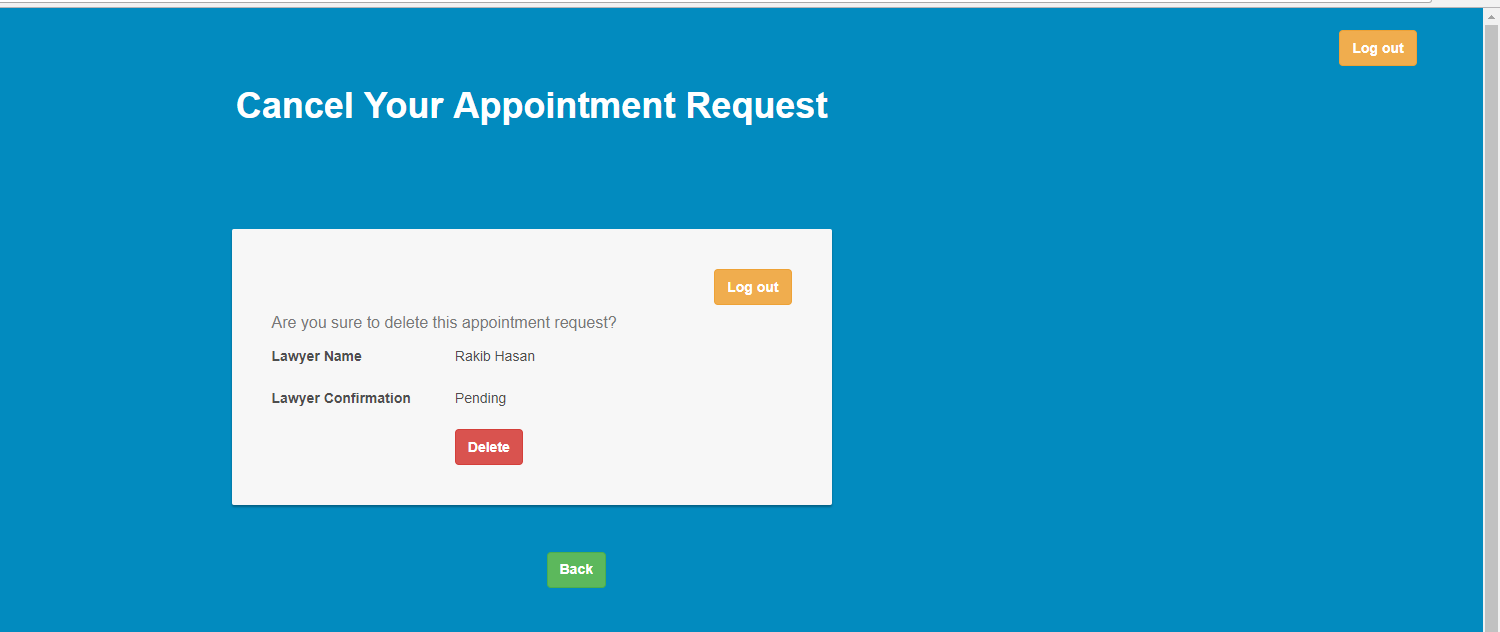 Log out
Cancel Your Appointment Request
Log out
Are you sure to delete this appointment request?
Lawyer Name Rakib Hasan
Lawyer Confirmation Pending
Delete
Back